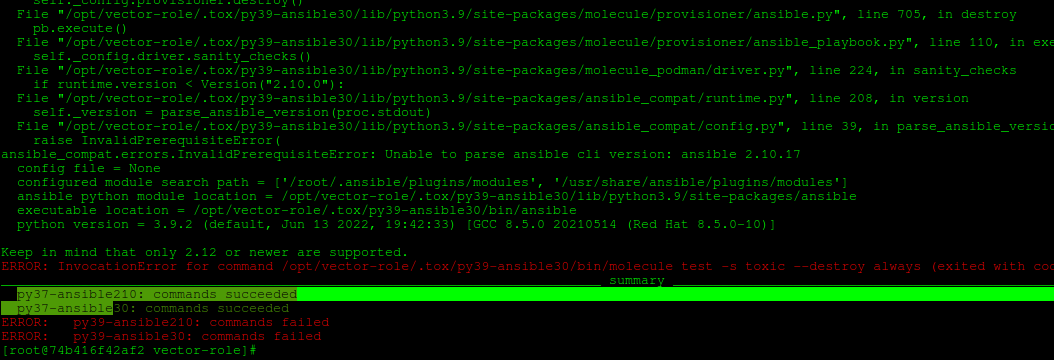 self._config.provisioner.destroy()
File "/opt/vector-role/.tox/py39-ansible30/lib/python3.9/site-packages/molecule/provisioner/ansible.py", line 705, in destroy
pb.execute()
File "/opt/vector-role/.tox/py39-ansible30/lib/python3.9/site-packages/molecule/provisioner/ansible_playbook.py", line 110, in exe
self._config.driver.sanity_checks()
File "/opt/vector-role/.tox/py39-ansible30/lib/python3.9/site-packages/molecule_podman/driver.py", line 224, in sanity_checks
if runtime.version < Version("2.10.0"):
File "/opt/vector-role/.tox/py39-ansible30/lib/python3.9/site-packages/ansible_compat/runtime.py", line 208, in version
self._version = parse_ansible_version(proc.stdout)
File "/opt/vector-role/.tox/py39-ansible30/lib/python3.9/site-packages/ansible_compat/config.py", line 39, in parse_ansible_versio
raise InvalidPrerequisiteError(
ansible_compat.errors.InvalidPrerequisiteError: Unable to parse ansible cli version: ansible 2.10.17
config file = None
configured module search path = ['/root/.ansible/plugins/modules', '/usr/share/ansible/plugins/modules']
ansible python module location = /opt/vector-role/.tox/py39-ansible30/lib/python3.9/site-packages/ansible
executable location = /opt/vector-role/.tox/py39-ansible30/bin/ansible
python version = 3.9.2 (default, Jun 13 2022, 19:42:33) [GCC 8.5.0 20210514 (Red Hat 8.5.0-10)]
Keep in mind that only 2.12 or newer are supported.
ERROR: InvocationError for command /opt/vector-role/.tox/py39-ansible30/bin/molecule test -s toxic --destroy always (exited with cod
summary
py37-ansible210: commands succeeded
py37-ansible30: commands succeeded
ERROR:   py39-ansible210: commands failed
ERROR:   py39-ansible30: commands failed
[root@74b416f42af2 vector-role]#